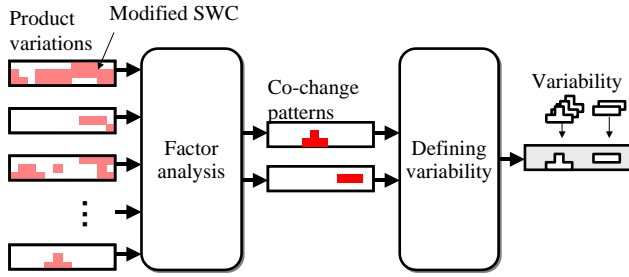 Product
variations
Modified SWC
Factor
analysis
Co-change
patterns
Defining
variability
Variability